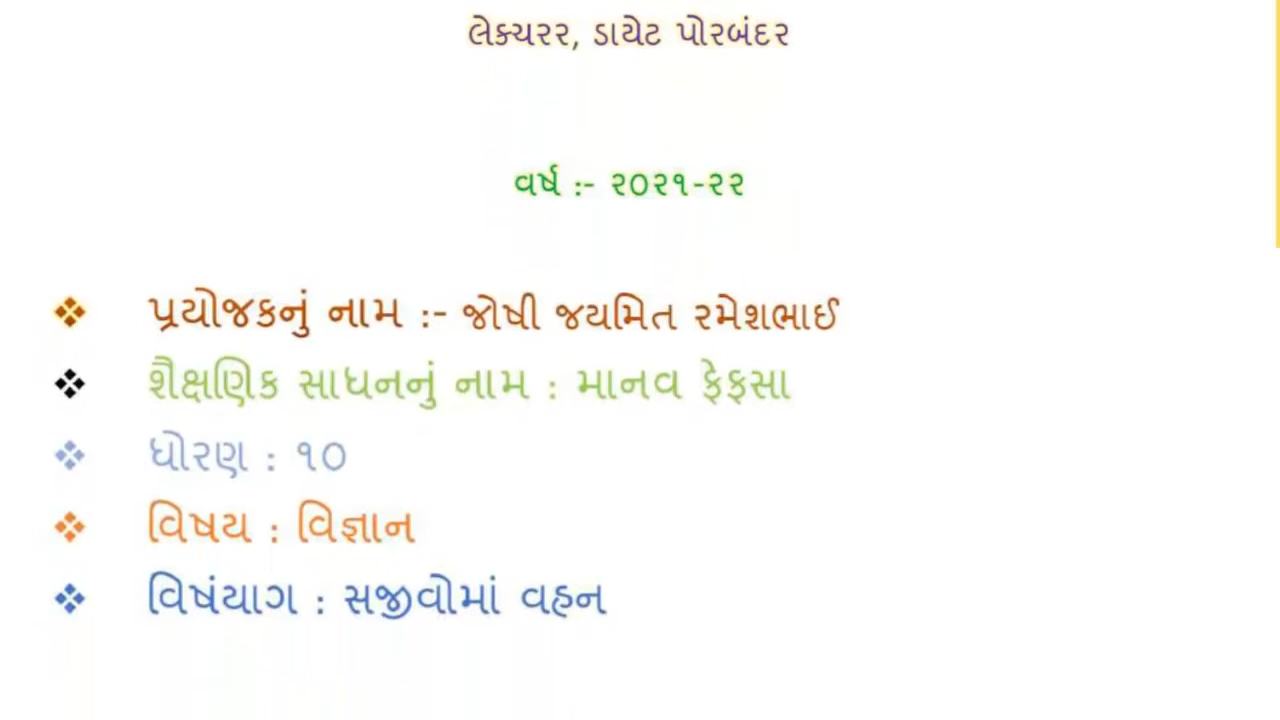 લેક્ચરર, ડાયેટ પોરબંદર
વર્ષ :- ૨૦૨૧-૨૨
❖ પ્રયોજકનું નામ :- જોષી જયમિત રમેશભાઈ
❖ શૈક્ષણિક સાધનનું નામ : માનવ ફેફસા
❖ ધોરણ : ૧૦
❖ વિષય : વિજ્ઞાન
❖ વિષંયાગ : સજીવોમાં વહન